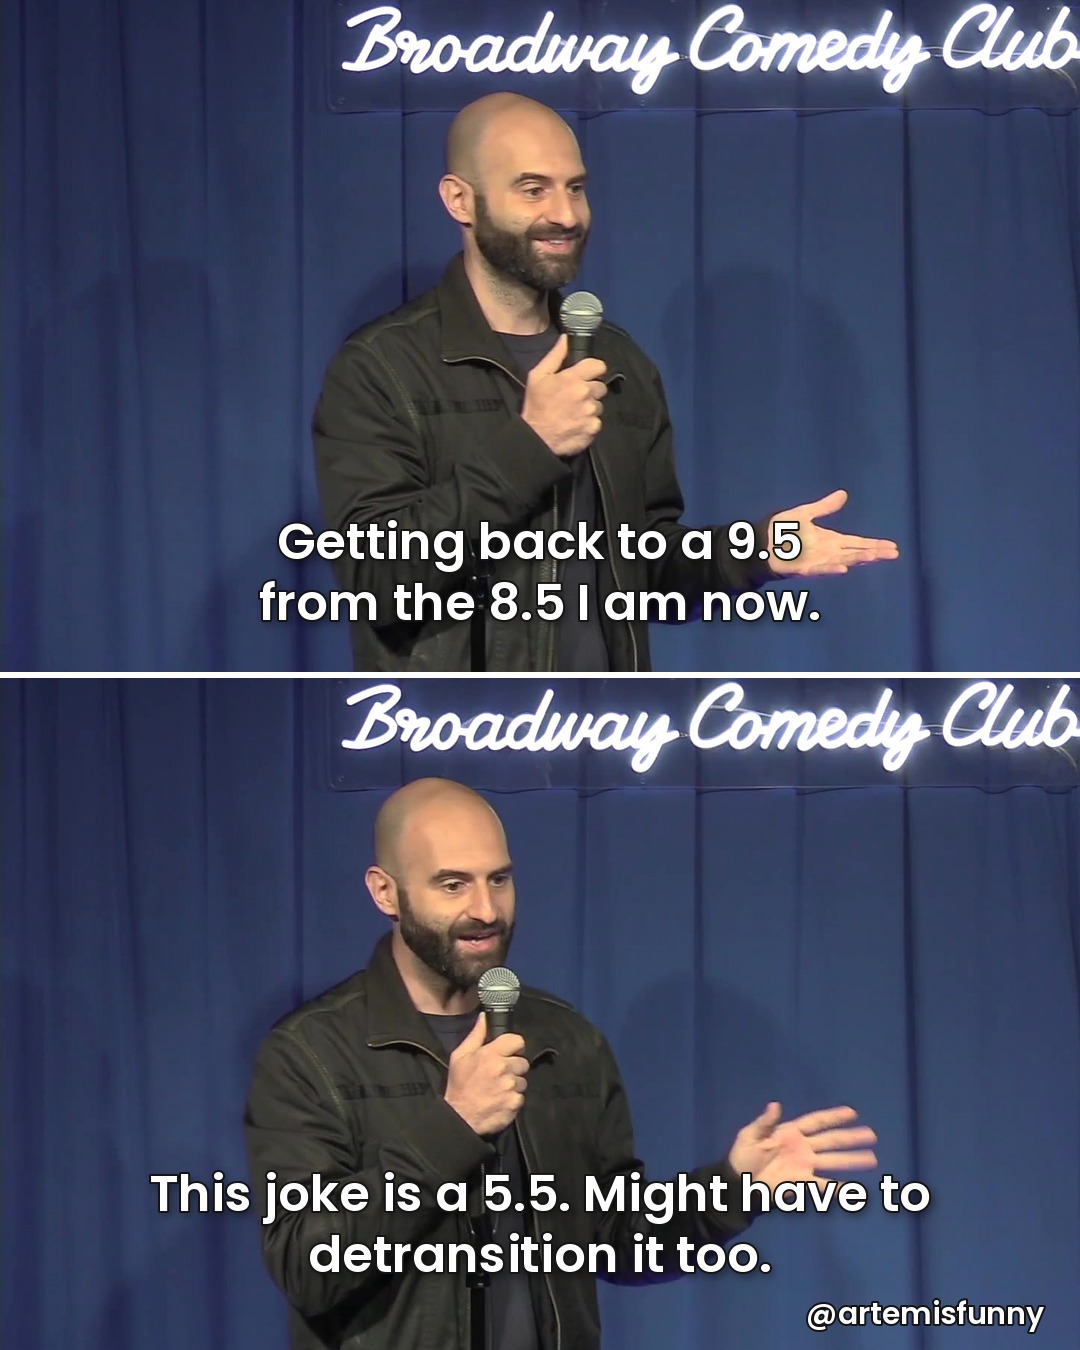 Broadway Comedy Club
Getting back to a 9.5
from the 8.5 I am now.
Broadway Comedy Club
This joke is a 5.5. Might have to
detransition it too.
@artemisfunny